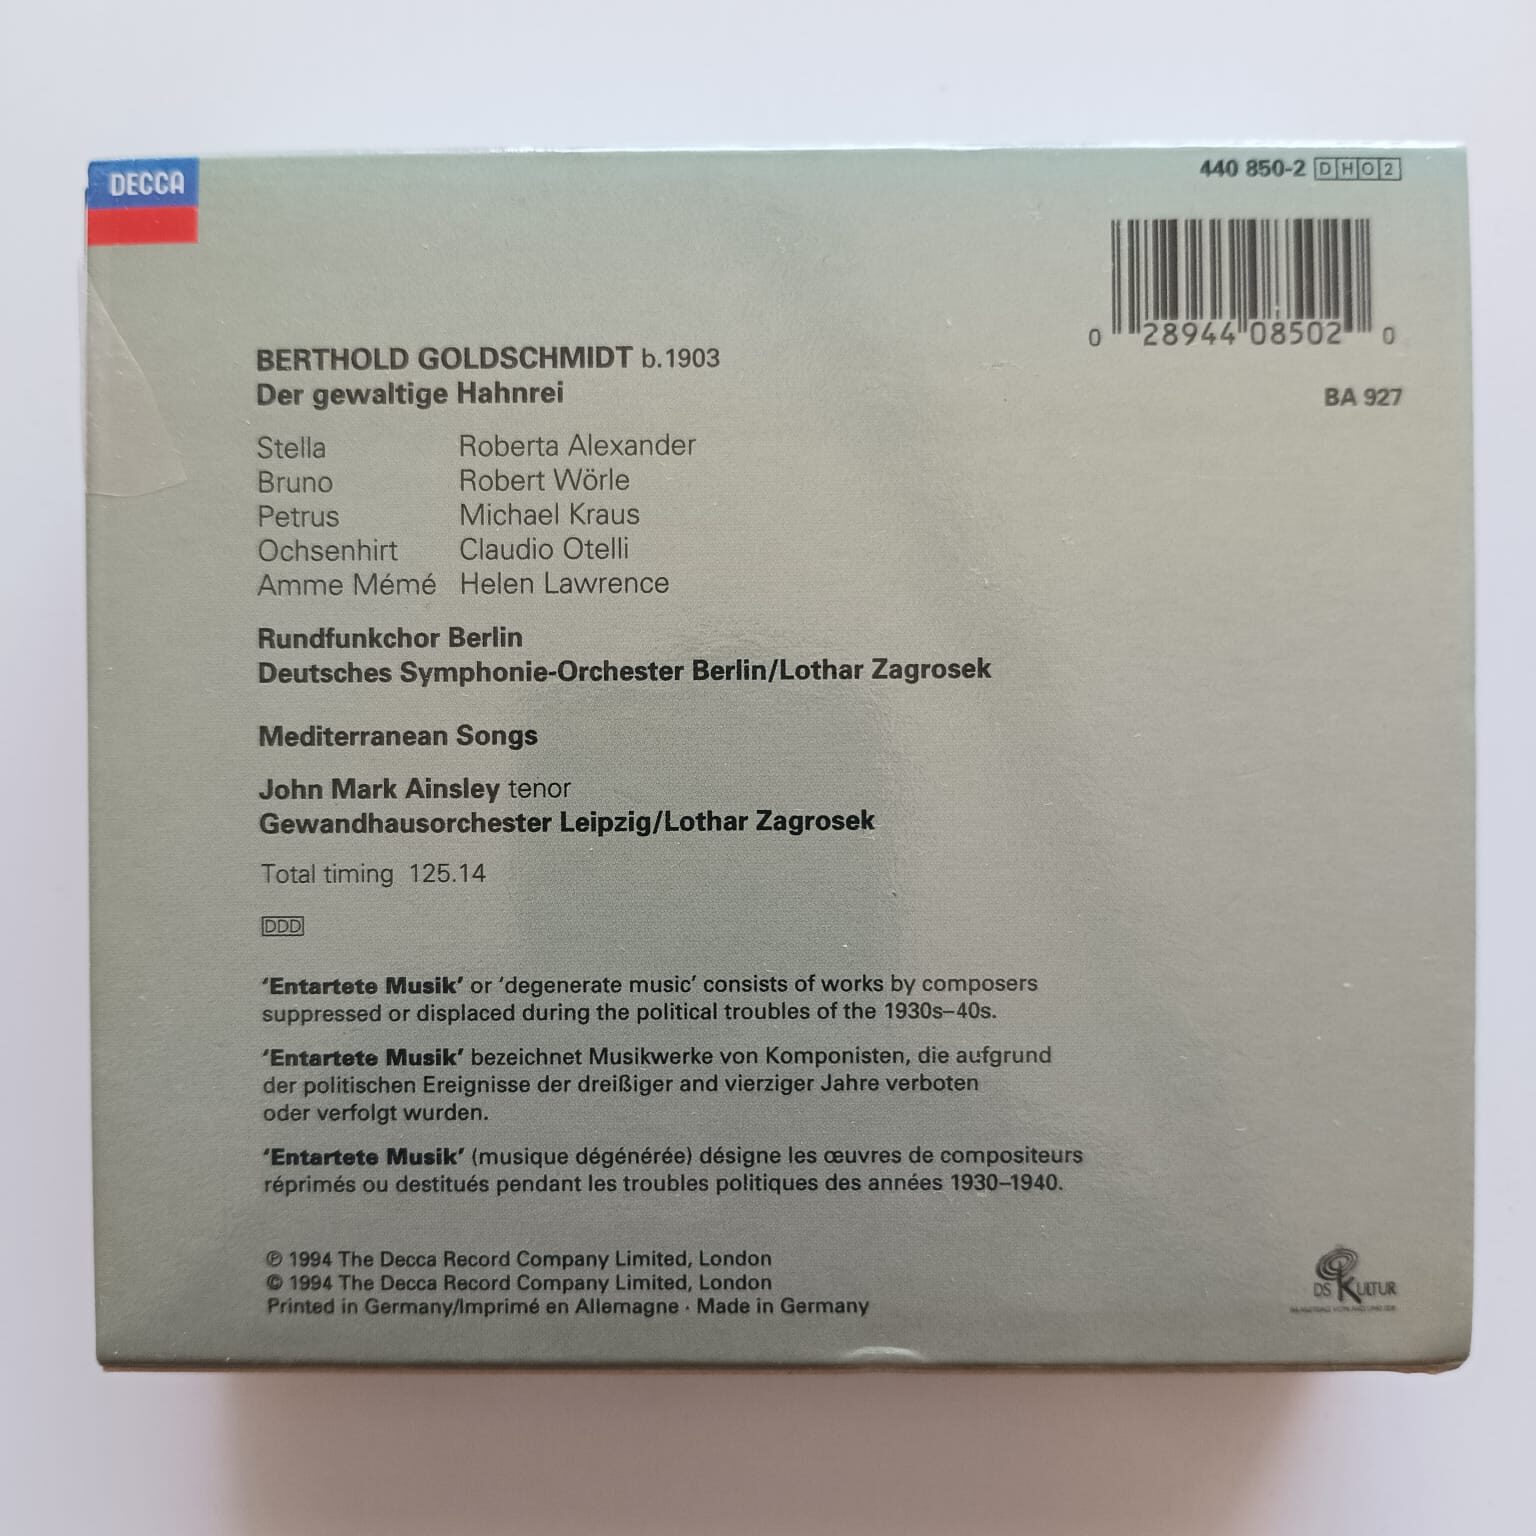 DECCA
440 850-2 DHO2
0 28944 08502 0
BA 927
BERTHOLD GOLDSCHMIDT b.1903
Der gewaltige Hahnrei
Stella Roberta Alexander
Bruno Robert Wörle
Petrus Michael Kraus
Ochsenhirt Claudio Otelli
Amme Mémé Helen Lawrence
Rundfunkchor Berlin
Deutsches Symphonie-Orchester Berlin/Lothar Zagrosek
Mediterranean Songs
John Mark Ainsley tenor
Gewandhausorchester Leipzig/Lothar Zagrosek
Total timing 125.14
DDD
‘Entartete Musik’ or ‘degenerate music’ consists of works by composers
suppressed or displaced during the political troubles of the 1930s–40s.
‘Entartete Musik’ bezeichnet Musikwerke von Komponisten, die aufgrund
der politischen Ereignisse der dreißiger and vierziger Jahre verboten
oder verfolgt wurden.
‘Entartete Musik’ (musique dégénérée) désigne les œuvres de compositeurs
réprimés ou destitués pendant les troubles politiques des années 1930–1940.
℗ 1994 The Decca Record Company Limited, London
© 1994 The Decca Record Company Limited, London
Printed in Germany/Imprimé en Allemagne · Made in Germany
DS KULTUR